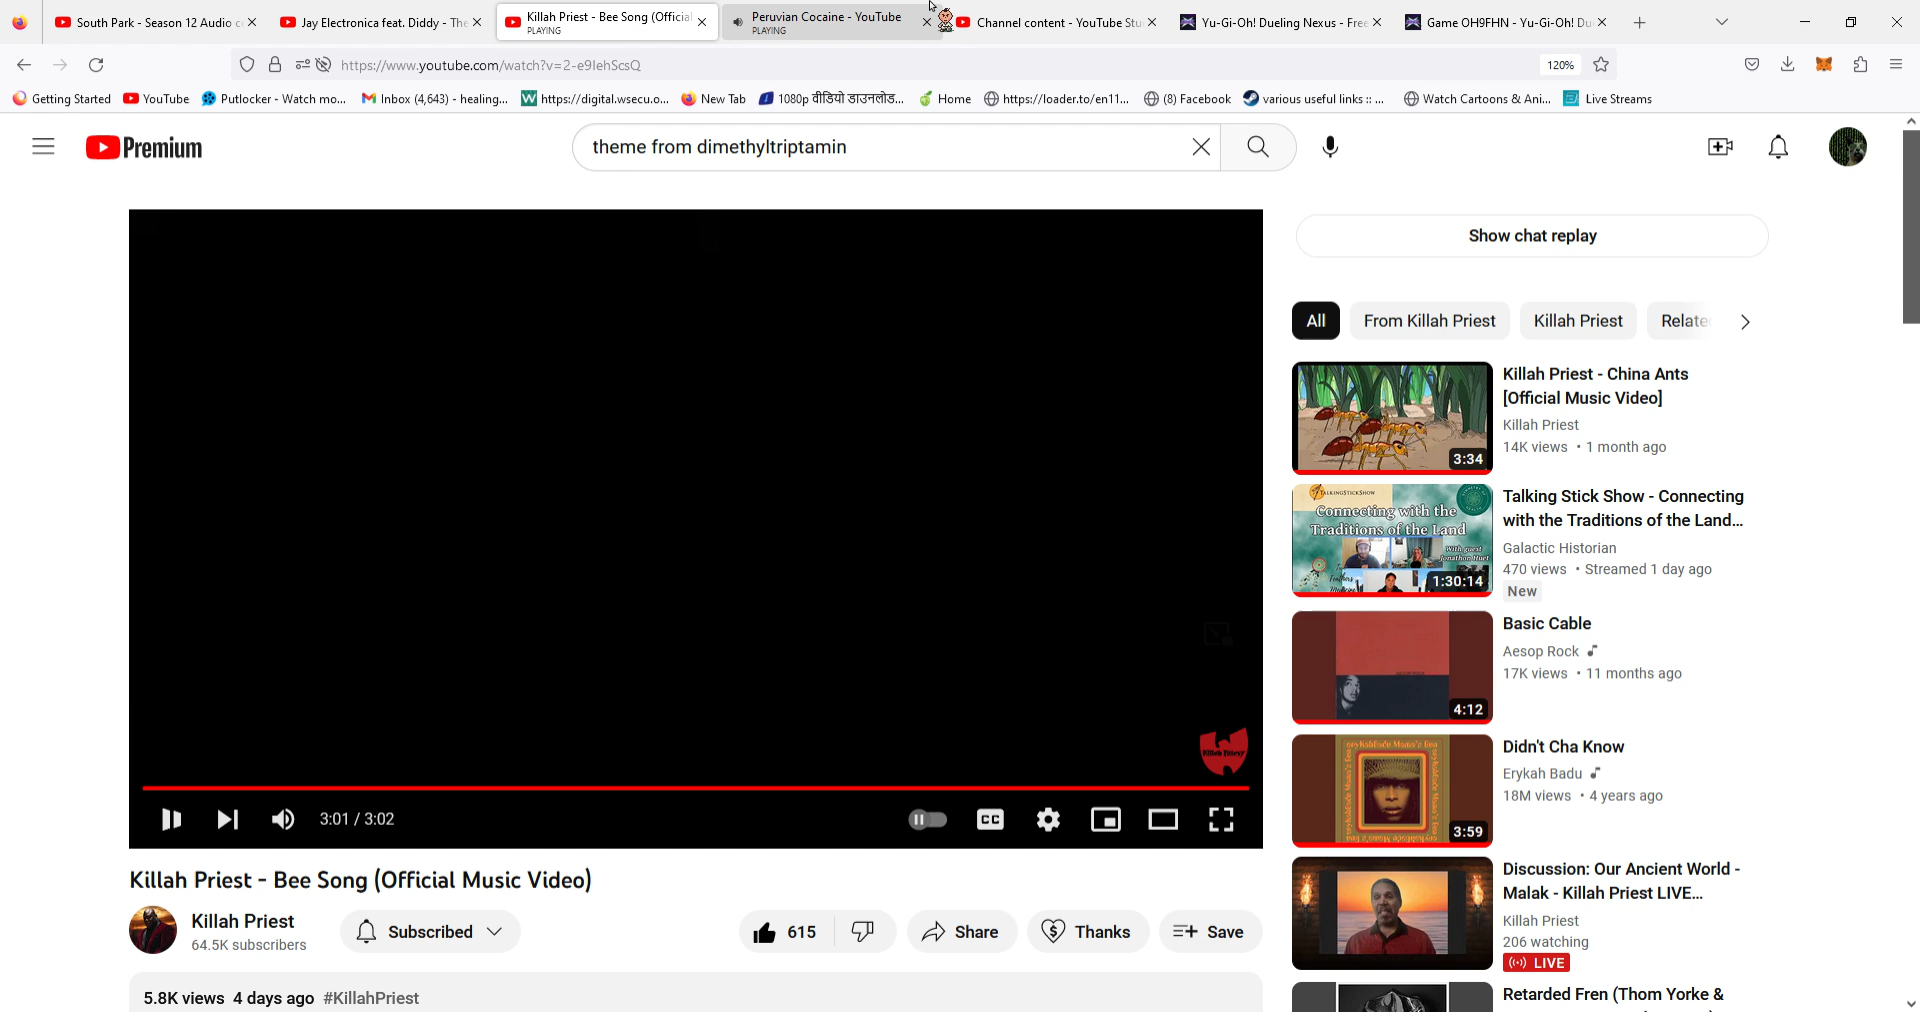 South Park - Season 12 Audio c
Jay Electronica feat. Diddy - The
Killah Priest - Bee Song (Official
PLAYING
Peruvian Cocaine - YouTube
PLAYING
Channel content - YouTube Stu
Yu-Gi-Oh! Dueling Nexus - Free
Game OH9FHN - Yu-Gi-Oh! Du
https://www.youtube.com/watch?v=2-e9lehScsQ
120%
Getting Started
YouTube
Putlocker - Watch mo...
Inbox (4,643) - healing...
https://digital.wsecu.o...
New Tab
1080p वीडियो डाउनलोड...
Home
https://loader.to/en11...
(8) Facebook
various useful links :: ...
Watch Cartoons & Ani...
Live Streams
Premium
theme from dimethyltriptamin
Show chat replay
All
From Killah Priest
Killah Priest
Relate
Killah Priest - China Ants
[Official Music Video]
Killah Priest
14K views • 1 month ago
3:34
TALKINGSTICKSHOW
Connecting with the
Traditions of the Land
With guest
Jonathon Huet
1:30:14
Talking Stick Show - Connecting
with the Traditions of the Land...
Galactic Historian
470 views • Streamed 1 day ago
New
Basic Cable
Aesop Rock
17K views • 11 months ago
4:12
Didn't Cha Know
Erykah Badu
18M views • 4 years ago
3:59
Killah Priest
3:01 / 3:02
CC
Killah Priest - Bee Song (Official Music Video)
Killah Priest
64.5K subscribers
Subscribed
615
Share
Thanks
Save
Discussion: Our Ancient World -
Malak - Killah Priest LIVE...
Killah Priest
206 watching
LIVE
5.8K views 4 days ago #KillahPriest
Retarded Fren (Thom Yorke &